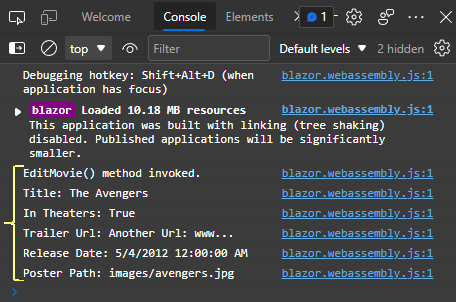 Welcome Console Elements 1
top Filter Default levels 2 hidden
Debugging hotkey: Shift+Alt+D (when blazor.webassembly.js:1
application has focus)
blazor Loaded 10.18 MB resources blazor.webassembly.js:1
This application was built with linking (tree shaking)
disabled. Published applications will be significantly
smaller.
EditMovie() method invoked. blazor.webassembly.js:1
Title: The Avengers blazor.webassembly.js:1
In Theaters: True blazor.webassembly.js:1
Trailer Url: Another Url: www... blazor.webassembly.js:1
Release Date: 5/4/2012 12:00:00 AM blazor.webassembly.js:1
Poster Path: images/avengers.jpg blazor.webassembly.js:1